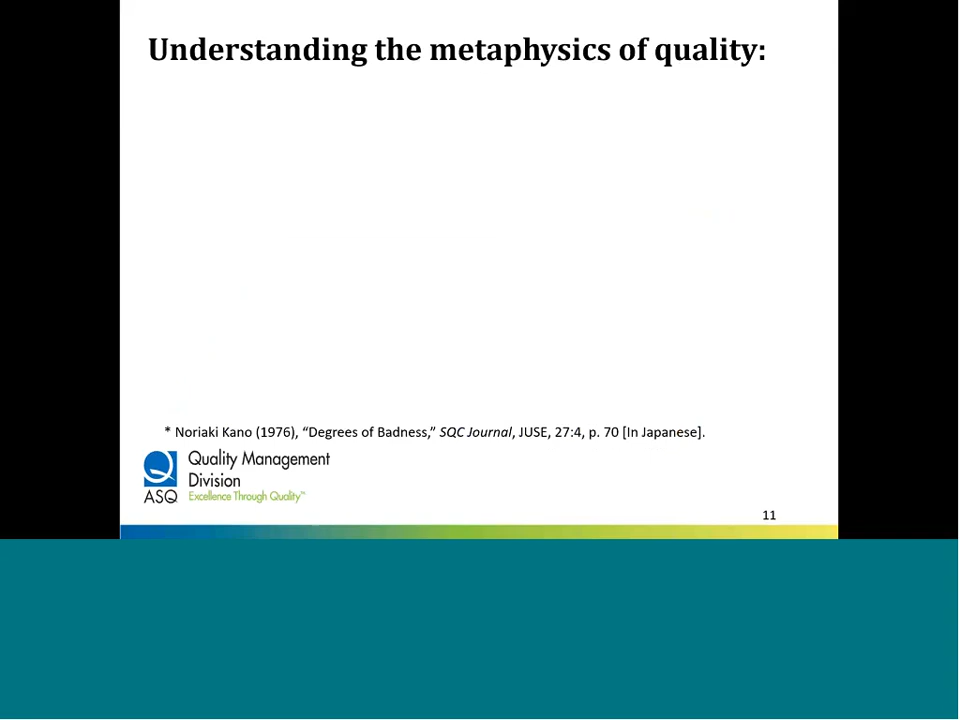 Understanding the metaphysics of quality:
* Noriaki Kano (1976), “Degrees of Badness,” SQC Journal, JUSE, 27:4, p. 70 [In Japanese].
Quality Management
Division
ASQ Excellence Through Quality™
11